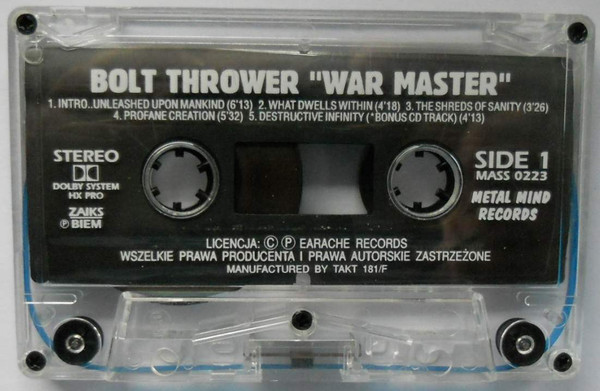 BOLT THROWER "WAR MASTER"
1. INTRO..UNLEASHED UPON MANKIND (6'13) 2. WHAT DWELLS WITHIN (4'18) 3. THE SHREDS OF SANITY (3'26)
4. PROFANE CREATION (5'32) 5. DESTRUCTIVE INFINITY (*BONUS CD TRACK) (4'13)
STEREO
DOLBY SYSTEM
HX PRO
ZAIKS
Ⓟ BIEM
SIDE 1
MASS 0223
METAL MIND
RECORDS
LICENCJA: Ⓒ Ⓟ EARACHE RECORDS
WSZELKIE PRAWA PRODUCENTA I PRAWA AUTORSKIE ZASTRZEŻONE
MANUFACTURED BY TAKT 181/F